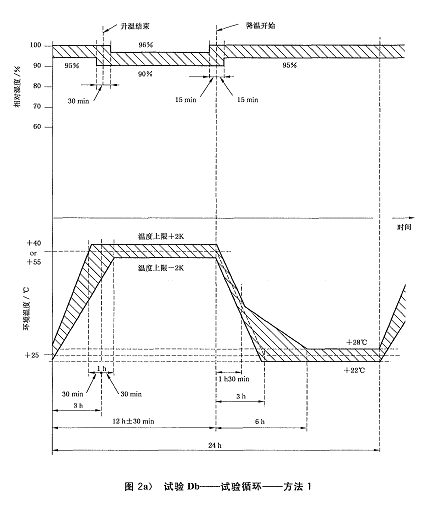 升温结束
降温开始
100
96%
90
95%
95%
90%
80
70
60
30 min
15 min
15 min
相对湿度/%
时间
+40
or
+55
温度上限+2K
温度上限-2K
环境温度/℃
+25
+28℃
+22℃
1 h
30 min
30 min
1 h30 min
3 h
3 h
12 h±30 min
6 h
24 h
图 2a) 试验 Db——试验循环——方法 1